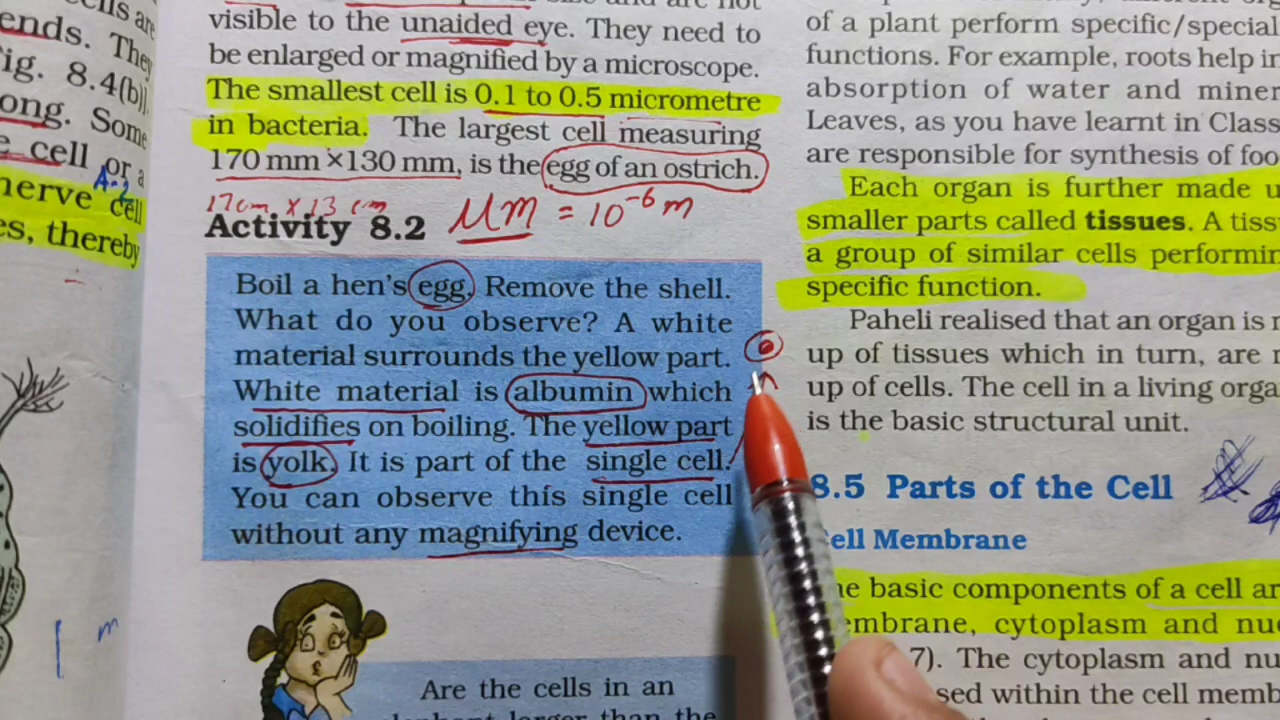 cells are
ends. They
ig. 8.4(b)].
ong. Some
e cell or a
nerve cell
A-2
es, thereby
visible to the unaided eye. They need to
be enlarged or magnified by a microscope.
The smallest cell is 0.1 to 0.5 micrometre
in bacteria. The largest cell measuring
170 mm ×130 mm, is the egg of an ostrich.
17cm x 13 cm
Activity 8.2
µm = 10⁻⁶ m
Boil a hen's egg. Remove the shell.
What do you observe? A white
material surrounds the yellow part.
White material is albumin which
solidifies on boiling. The yellow part
is yolk. It is part of the single cell.
You can observe this single cell
without any magnifying device.
Are the cells in an
larger than the
of a plant perform specific/special
functions. For example, roots help in
absorption of water and miner
Leaves, as you have learnt in Class
are responsible for synthesis of foo
Each organ is further made u
smaller parts called tissues. A tiss
a group of similar cells performin
specific function.
Paheli realised that an organ is
up of tissues which in turn, are
up of cells. The cell in a living orga
is the basic structural unit.
8.5 Parts of the Cell
ell Membrane
he basic components of a cell ar
embrane, cytoplasm and nu
7). The cytoplasm and nu
sed within the cell memb